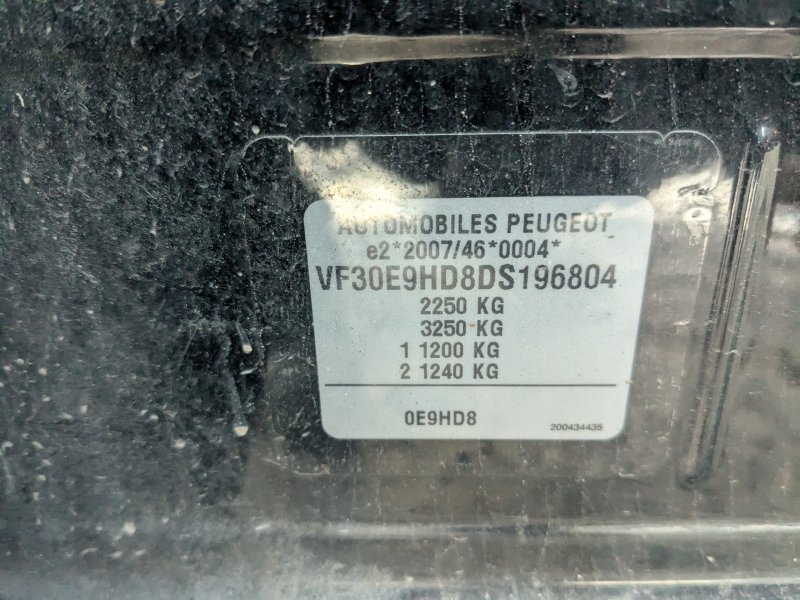 AUTOMOBILES PEUGEOT
e2*2007/46*0004*
VF30E9HD8DS196804
2250 KG
3250 KG
1 1200 KG
2 1240 KG
0E9HD8
200434435